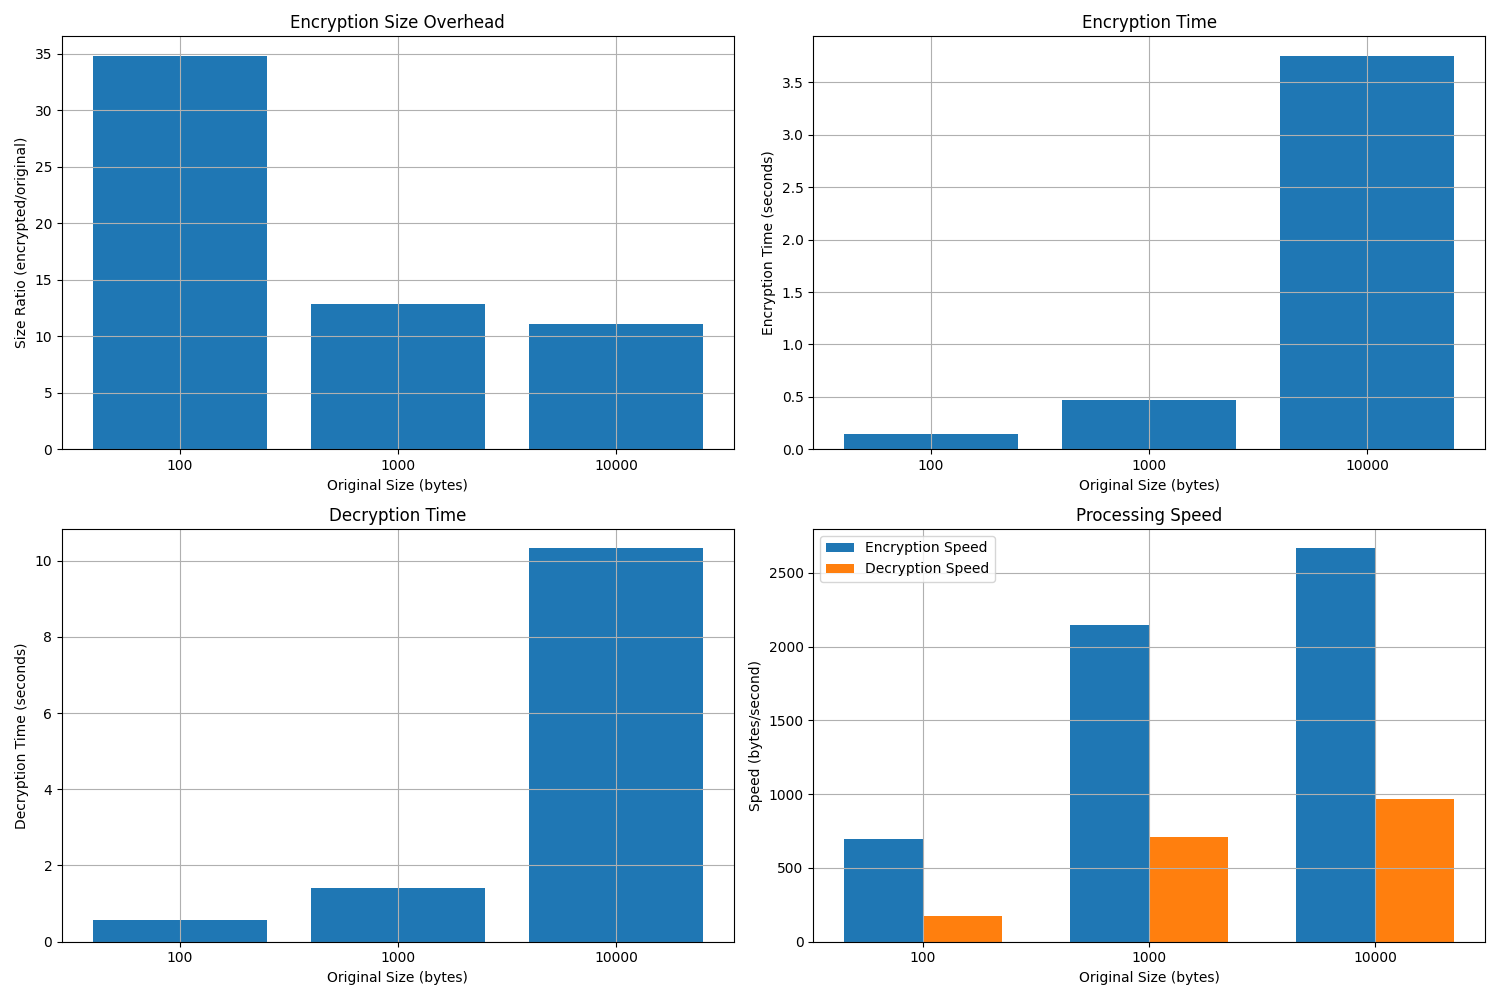 Encryption Size Overhead
Size Ratio (encrypted/original)
35
30
25
20
15
10
5
0
100 1000 10000
Original Size (bytes)
Encryption Time
Encryption Time (seconds)
3.5
3.0
2.5
2.0
1.5
1.0
0.5
0.0
100 1000 10000
Original Size (bytes)
Decryption Time
Decryption Time (seconds)
10
8
6
4
2
0
100 1000 10000
Original Size (bytes)
Processing Speed
Encryption Speed
Decryption Speed
Speed (bytes/second)
2500
2000
1500
1000
500
0
100 1000 10000
Original Size (bytes)